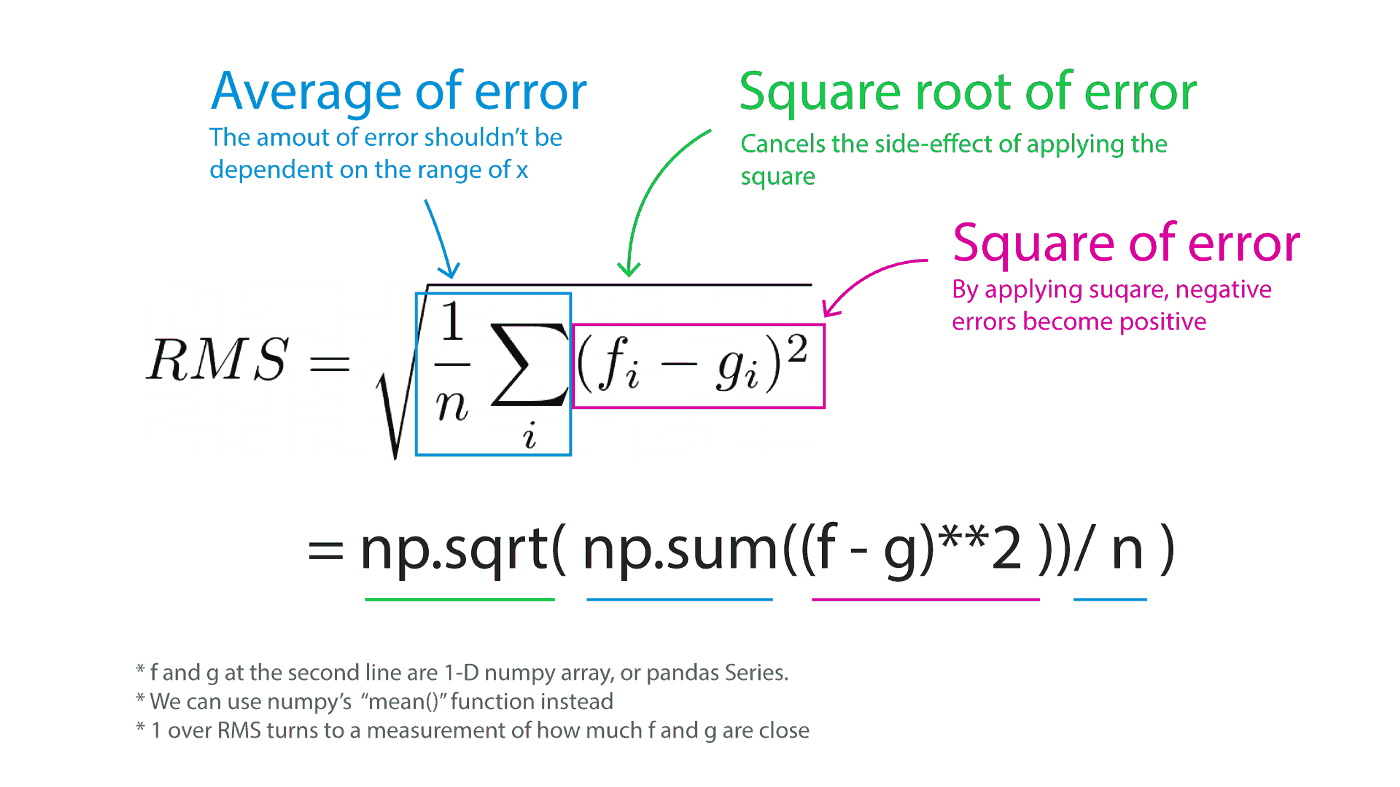 Average of error
The amout of error shouldn't be
dependent on the range of x
Square root of error
Cancels the side-effect of applying the
square
Square of error
By applying suqare, negative
errors become positive
RMS = √( 1/n ∑_i (f_i − g_i)² )
= np.sqrt( np.sum((f - g)**2 ))/ n )
* f and g at the second line are 1-D numpy array, or pandas Series.
* We can use numpy's “mean()” function instead
* 1 over RMS turns to a measurement of how much f and g are close